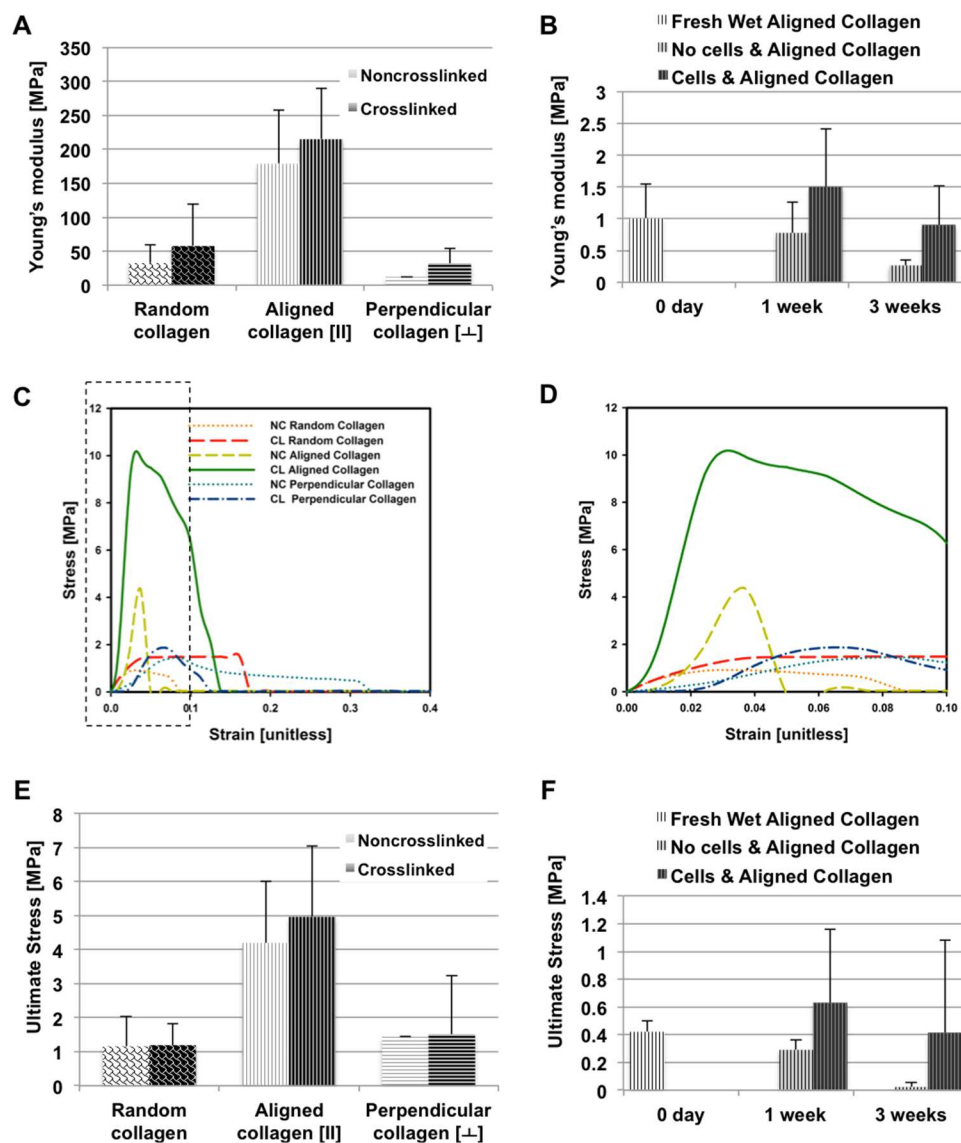 A
350
300
250
200
150
100
50
0
Young's modulus [MPa]
Noncrosslinked
Crosslinked
Random collagen
Aligned collagen [II]
Perpendicular collagen [⊥]
B
Fresh Wet Aligned Collagen
No cells & Aligned Collagen
Cells & Aligned Collagen
3
2.5
2
1.5
1
0.5
0
Young's modulus [MPa]
0 day
1 week
3 weeks
C
12
10
8
6
4
2
0
Stress [MPa]
NC Random Collagen
CL Random Collagen
NC Aligned Collagen
CL Aligned Collagen
NC Perpendicular Collagen
CL Perpendicular Collagen
0.0 0.1 0.2 0.3 0.4
Strain [unitless]
D
12
10
8
6
4
2
0
Stress [MPa]
0.00 0.02 0.04 0.06 0.08 0.10
Strain [unitless]
E
8
7
6
5
4
3
2
1
0
Ultimate Stress [MPa]
Noncrosslinked
Crosslinked
Random collagen
Aligned collagen [II]
Perpendicular collagen [⊥]
F
Fresh Wet Aligned Collagen
No cells & Aligned Collagen
Cells & Aligned Collagen
1.4
1.2
1
0.8
0.6
0.4
0.2
0
Ultimate Stress [MPa]
0 day
1 week
3 weeks